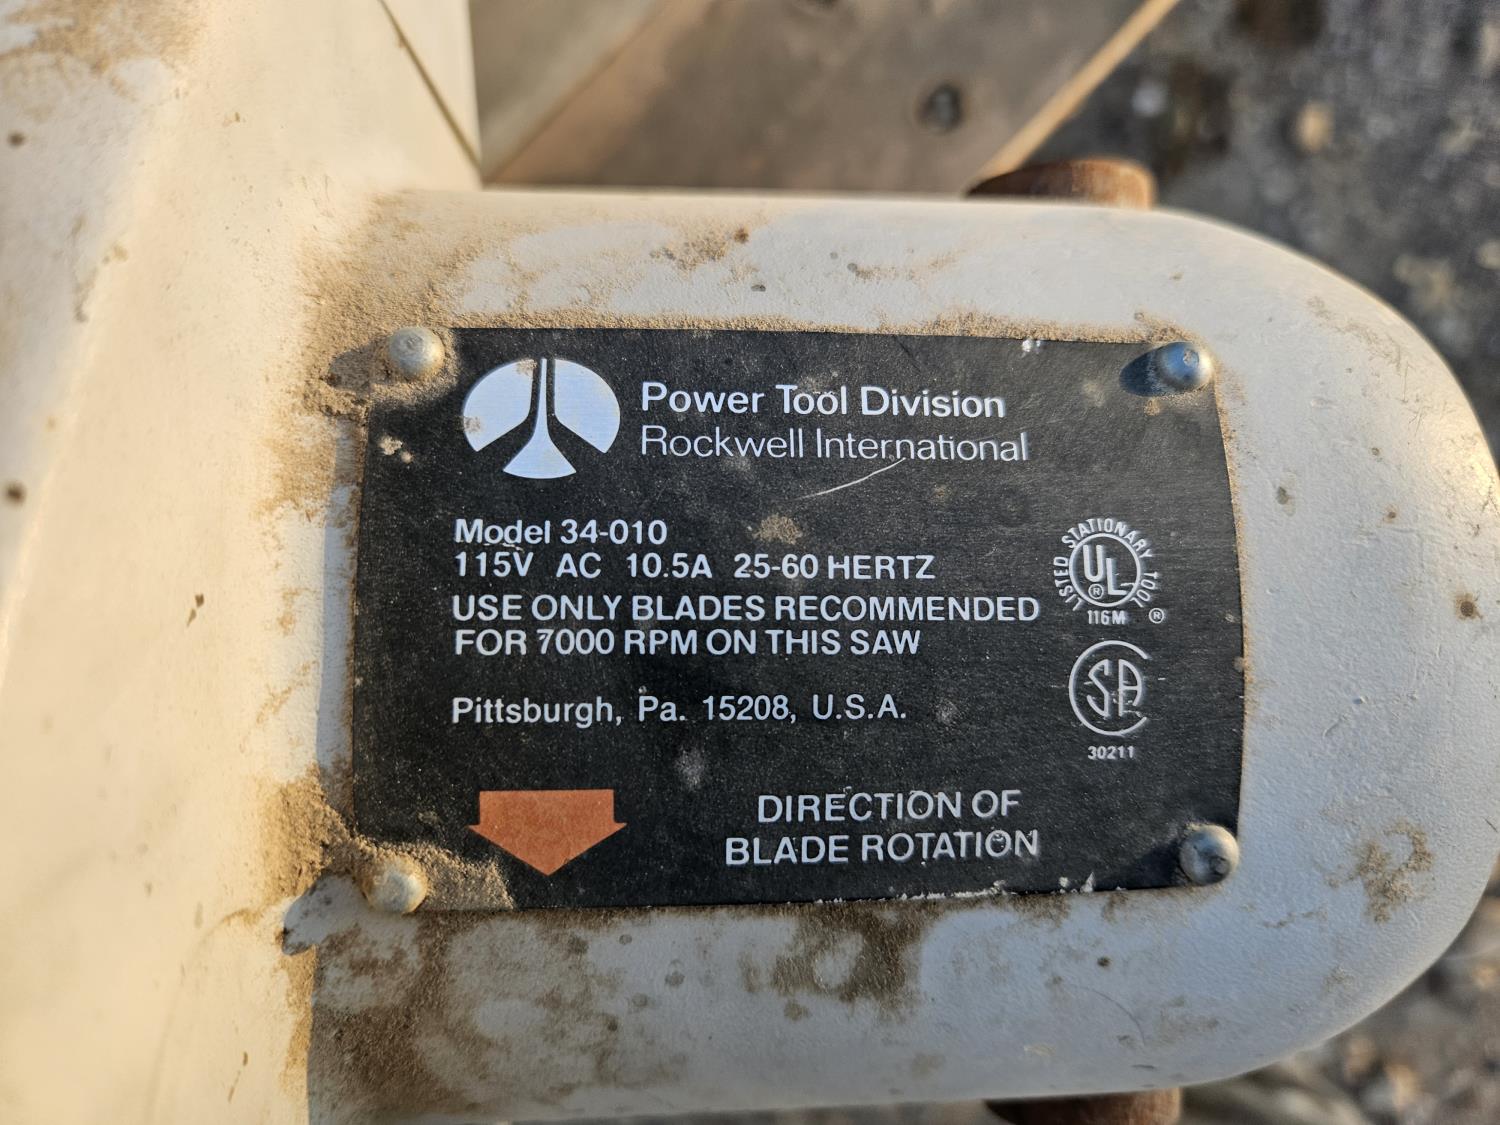 Power Tool Division
Rockwell International
Model 34-010
115V AC 10.5A 25-60 HERTZ
USE ONLY BLADES RECOMMENDED
FOR 7000 RPM ON THIS SAW
Pittsburgh, Pa. 15208, U.S.A.
LISTED STATIONARY TOOL ®
UL ®
116M
CSA
30211
DIRECTION OF
BLADE ROTATION